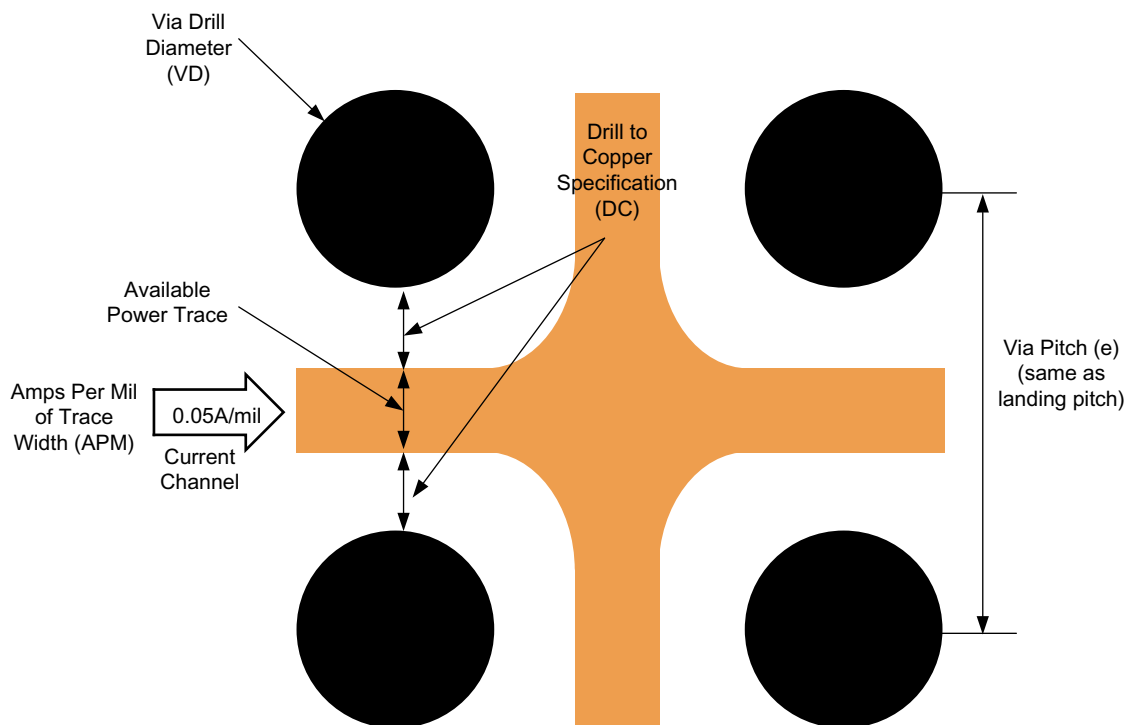 Via Drill
Diameter
(VD)
Drill to
Copper
Specification
(DC)
Available
Power Trace
Amps Per Mil
of Trace
Width (APM)
0.05A/mil
Current
Channel
Via Pitch (e)
(same as
landing pitch)